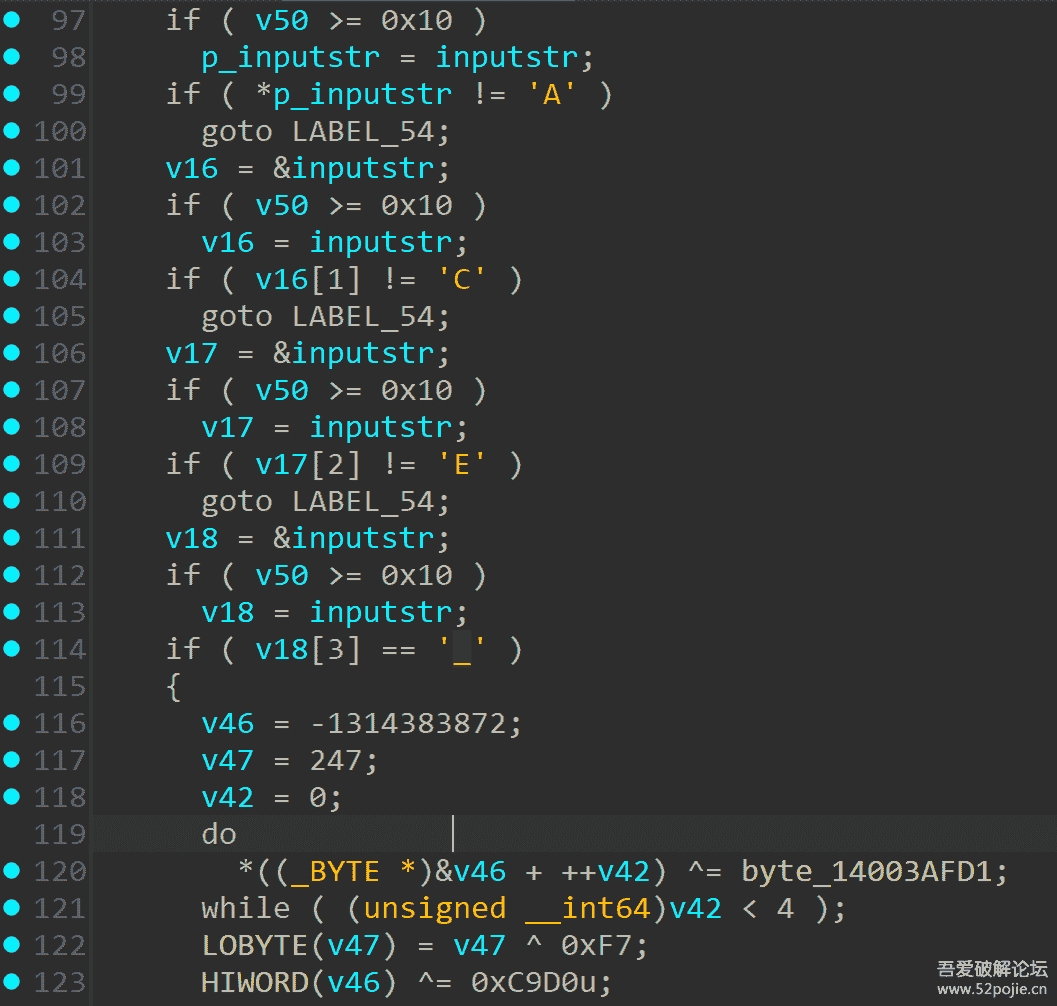 97 if ( v50 >= 0x10 )
98 p_inputstr = inputstr;
99 if ( *p_inputstr != 'A' )
100 goto LABEL_54;
101 v16 = &inputstr;
102 if ( v50 >= 0x10 )
103 v16 = inputstr;
104 if ( v16[1] != 'C' )
105 goto LABEL_54;
106 v17 = &inputstr;
107 if ( v50 >= 0x10 )
108 v17 = inputstr;
109 if ( v17[2] != 'E' )
110 goto LABEL_54;
111 v18 = &inputstr;
112 if ( v50 >= 0x10 )
113 v18 = inputstr;
114 if ( v18[3] == '_' )
115 {
116 v46 = -1314383872;
117 v47 = 247;
118 v42 = 0;
119 do
120 *((_BYTE *)&v46 + ++v42) ^= byte_14003AFD1;
121 while ( (unsigned __int64)v42 < 4 );
122 LOBYTE(v47) = v47 ^ 0xF7;
123 HIWORD(v46) ^= 0xC9D0u;
吾爱破解论坛
www.52pojie.cn